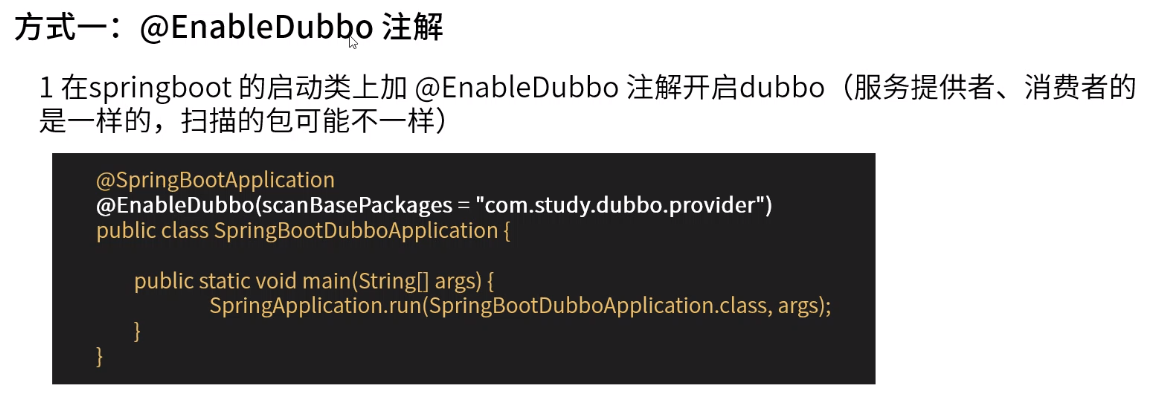 方式一：@EnableDubbo 注解
1 在springboot 的启动类上加 @EnableDubbo 注解开启dubbo（服务提供者、消费者的
是一样的，扫描的包可能不一样）
@SpringBootApplication
@EnableDubbo(scanBasePackages = "com.study.dubbo.provider")
public class SpringBootDubboApplication {
public static void main(String[] args) {
SpringApplication.run(SpringBootDubboApplication.class, args);
}
}